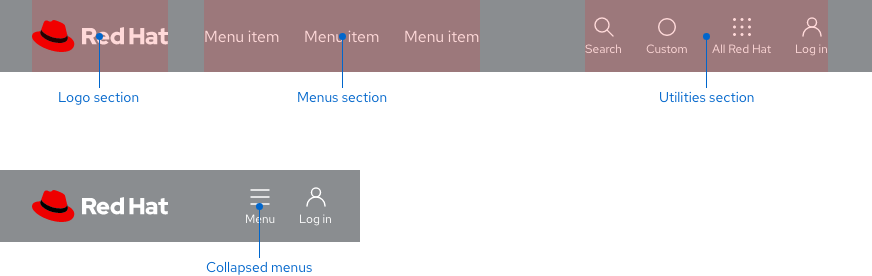 Red Hat
Menu item Menu item Menu item
Search Custom All Red Hat Log in
Logo section Menus section Utilities section
Red Hat
Menu Log in
Collapsed menus